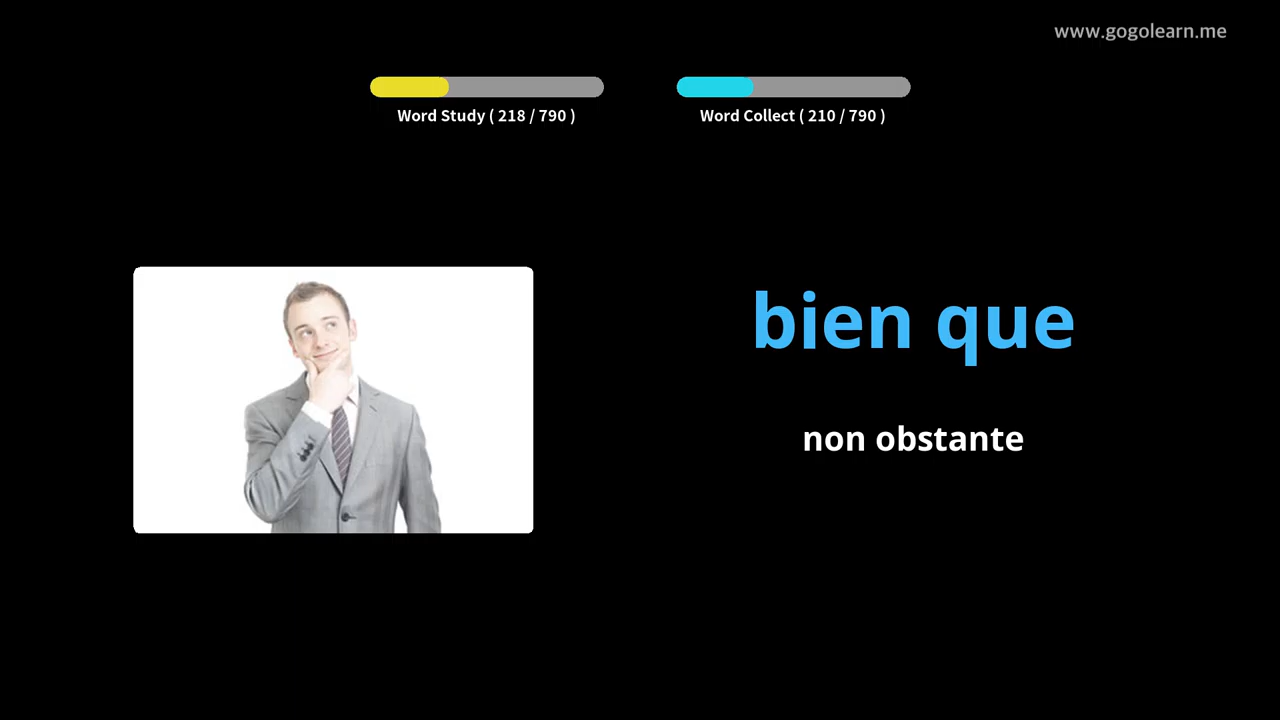 www.gogolearn.me
Word Study ( 218 / 790 )
Word Collect ( 210 / 790 )
bien que
non obstante